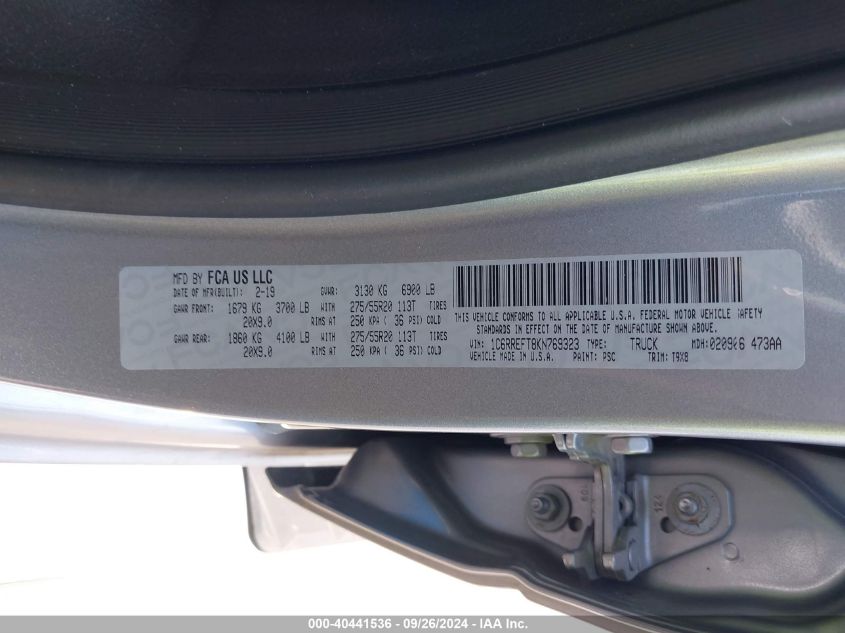 MFD BY FCA US LLC
DATE OF MFR(BUILT): 2-19 GVWR: 3130 KG 6900 LB
GAWR FRONT: 1679 KG 3700 LB WITH 275/55R20 113T TIRES
20X9.0 RIMS AT 250 KPA ( 36 PSI) COLD
GAWR REAR: 1860 KG 4100 LB WITH 275/55R20 113T TIRES
20X9.0 RIMS AT 250 KPA ( 36 PSI) COLD
THIS VEHICLE CONFORMS TO ALL APPLICABLE U.S.A. FEDERAL MOTOR VEHICLE SAFETY
STANDARDS IN EFFECT ON THE DATE OF MANUFACTURE SHOWN ABOVE.
VIN: 1C6RREFT8KN769323 TYPE: TRUCK MDH: 020906 473AA
VEHICLE MADE IN U.S.A. PAINT: PSC TRIM: T9X8
124
000-40441536 - 09/26/2024 - IAA Inc.